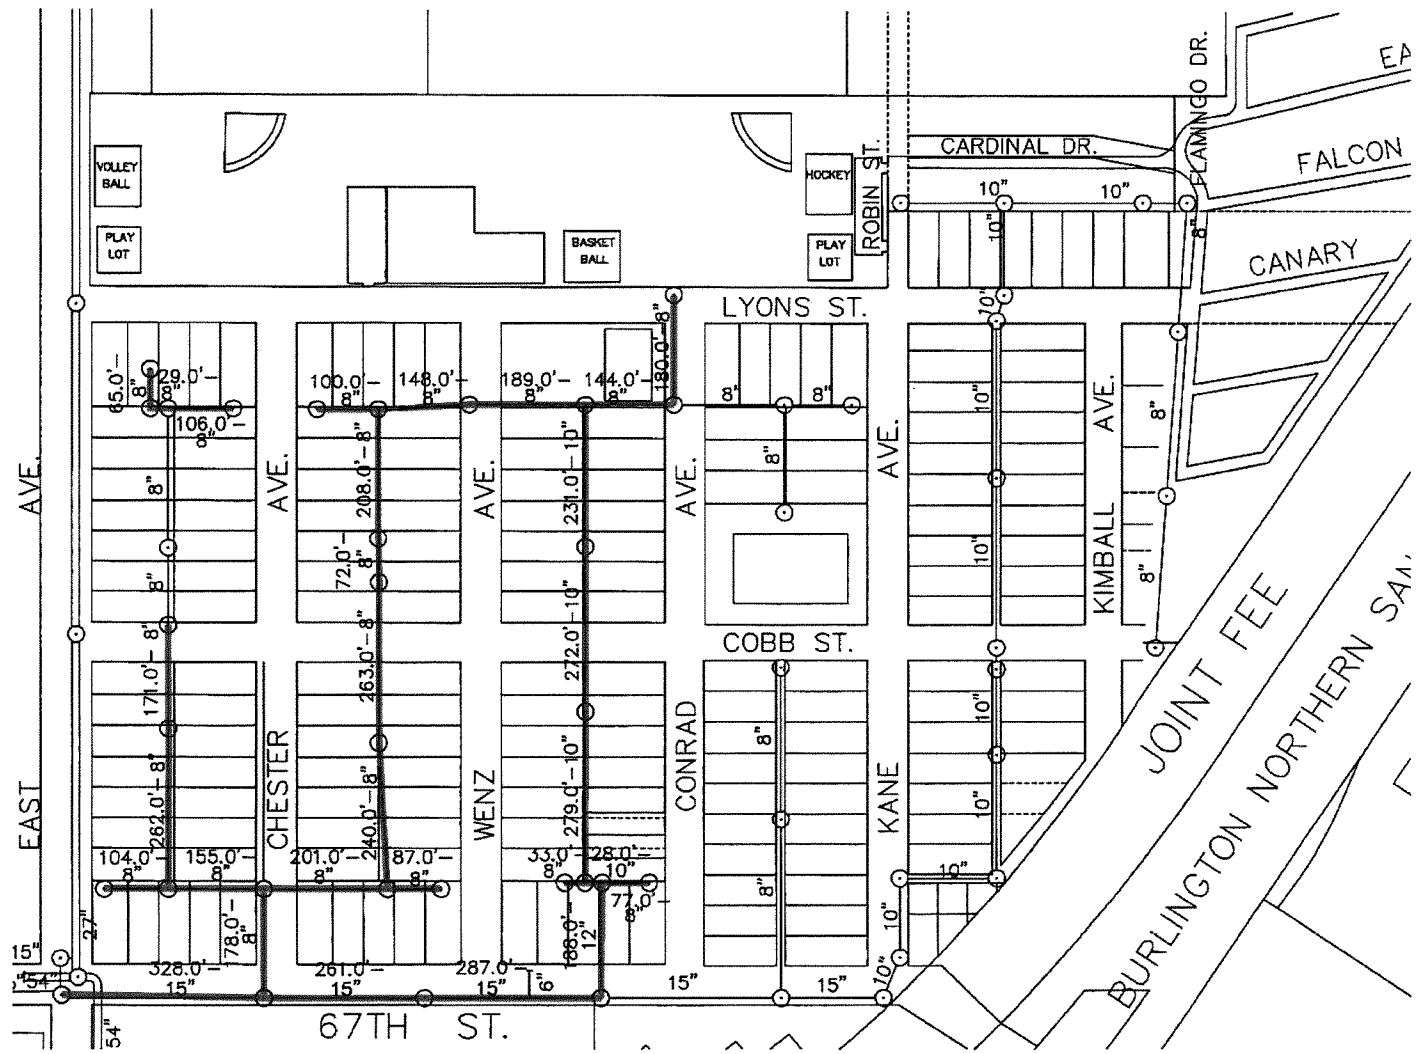 EA
FLAMINGO DR.
CARDINAL DR.
FALCON
VOLLEY
BALL
HOCKEY
ROBIN ST.
10"
10"
PLAY
LOT
BASKET
BALL
PLAY
LOT
10"
8"
CANARY
LYONS ST.
10"
65.0'-
8"
29.0'-
8"
106.0'-
8"
100.0'-
8"
148.0'-
8"
189.0'-
8"
144.0'-
8"
180.0'-8"
8'
8"
10"
8"
AVE.
AVE.
AVE.
AVE.
AVE.
AVE.
8"
208.0'-8"
231.0'-10"
8"
8"
72.0'-
8"
10"
8"
KIMBALL
171.0'-8"
263.0'-8"
272.0'-10"
COBB ST.
JOINT FEE
BURLINGTON NORTHERN SAN
8"
10"
262.0'-8"
240.0'-8"
279.0'-10"
10"
EAST
CHESTER
WENZ
CONRAD
KANE
104.0'-
8"
155.0'-
8"
201.0'-
8"
87.0'-
8"
33.0'-
8"
28.0'-
10"
77.0'-
8"
8"
10"
10"
27"
178.0'-
8"
188.0'-
12"
15"
54"
328.0'-
15"
261.0'-
15"
287.0'-
15"
6"
15"
15"
10"
54"
67TH ST.